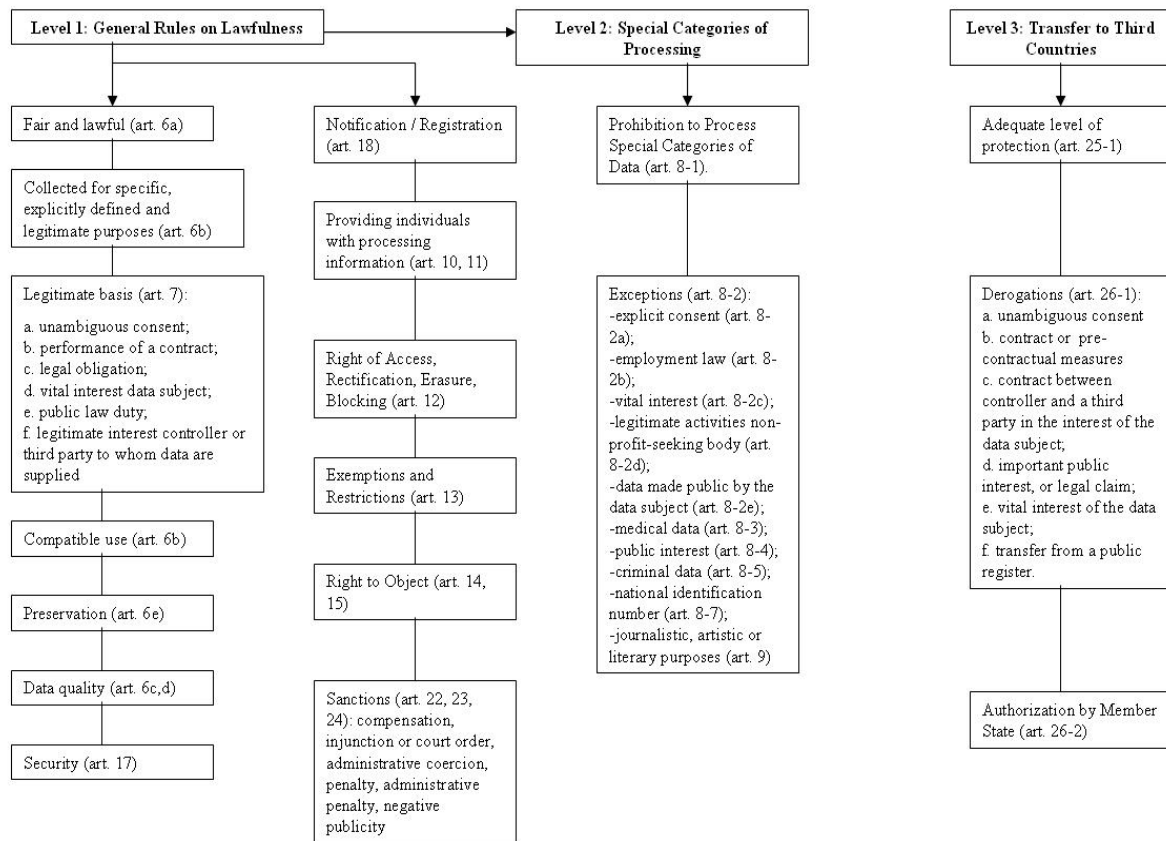 Level 1: General Rules on Lawfulness
Level 2: Special Categories of
Processing
Level 3: Transfer to Third
Countries
Fair and lawful (art. 6a)
Collected for specific,
explicitly defined and
legitimate purposes (art. 6b)
Legitimate basis (art. 7):
a. unambiguous consent;
b. performance of a contract;
c. legal obligation;
d. vital interest data subject;
e. public law duty;
f. legitimate interest controller or
third party to whom data are
supplied
Compatible use (art. 6b)
Preservation (art. 6e)
Data quality (art. 6c,d)
Security (art. 17)
Notification / Registration
(art. 18)
Providing individuals
with processing
information (art. 10, 11)
Right of Access,
Rectification, Erasure,
Blocking (art. 12)
Exemptions and
Restrictions (art. 13)
Right to Object (art. 14,
15)
Sanctions (art. 22, 23,
24): compensation,
injunction or court order,
administrative coercion,
penalty, administrative
penalty, negative
publicity
Prohibition to Process
Special Categories of
Data (art. 8-1).
Exceptions (art. 8-2):
-explicit consent (art. 8-
2a);
-employment law (art. 8-
2b);
-vital interest (art. 8-2c);
-legitimate activities non-
profit-seeking body (art.
8-2d);
-data made public by the
data subject (art. 8-2e);
-medical data (art. 8-3);
-public interest (art. 8-4);
-criminal data (art. 8-5);
-national identification
number (art. 8-7);
-journalistic, artistic or
literary purposes (art. 9)
Adequate level of
protection (art. 25-1)
Derogations (art. 26-1):
a. unambiguous consent
b. contract or pre-
contractual measures
c. contract between
controller and a third
party in the interest of the
data subject;
d. important public
interest, or legal claim;
e. vital interest of the data
subject;
f. transfer from a public
register.
Authorization by Member
State (art. 26-2)